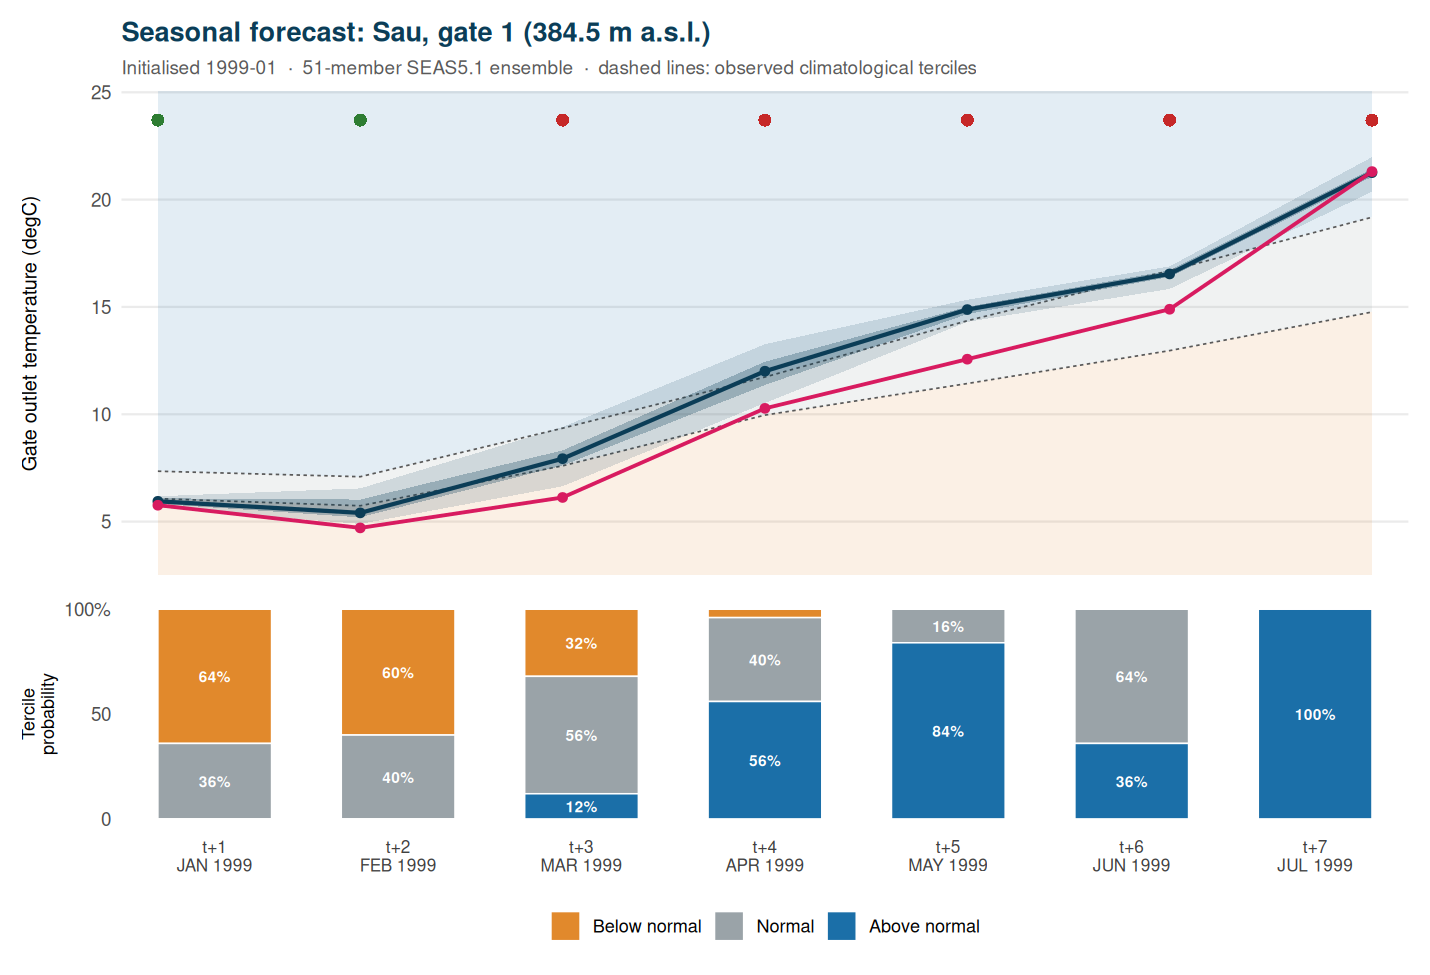 Seasonal forecast: Sau, gate 1 (384.5 m a.s.l.)
Initialised 1999-01 · 51-member SEAS5.1 ensemble · dashed lines: observed climatological terciles
Gate outlet temperature (degC)
25
20
15
10
5
Tercile
probability
100%
50
0
64%
36%
60%
40%
32%
56%
12%
40%
56%
16%
84%
64%
36%
100%
t+1
JAN 1999
t+2
FEB 1999
t+3
MAR 1999
t+4
APR 1999
t+5
MAY 1999
t+6
JUN 1999
t+7
JUL 1999
Below normal
Normal
Above normal